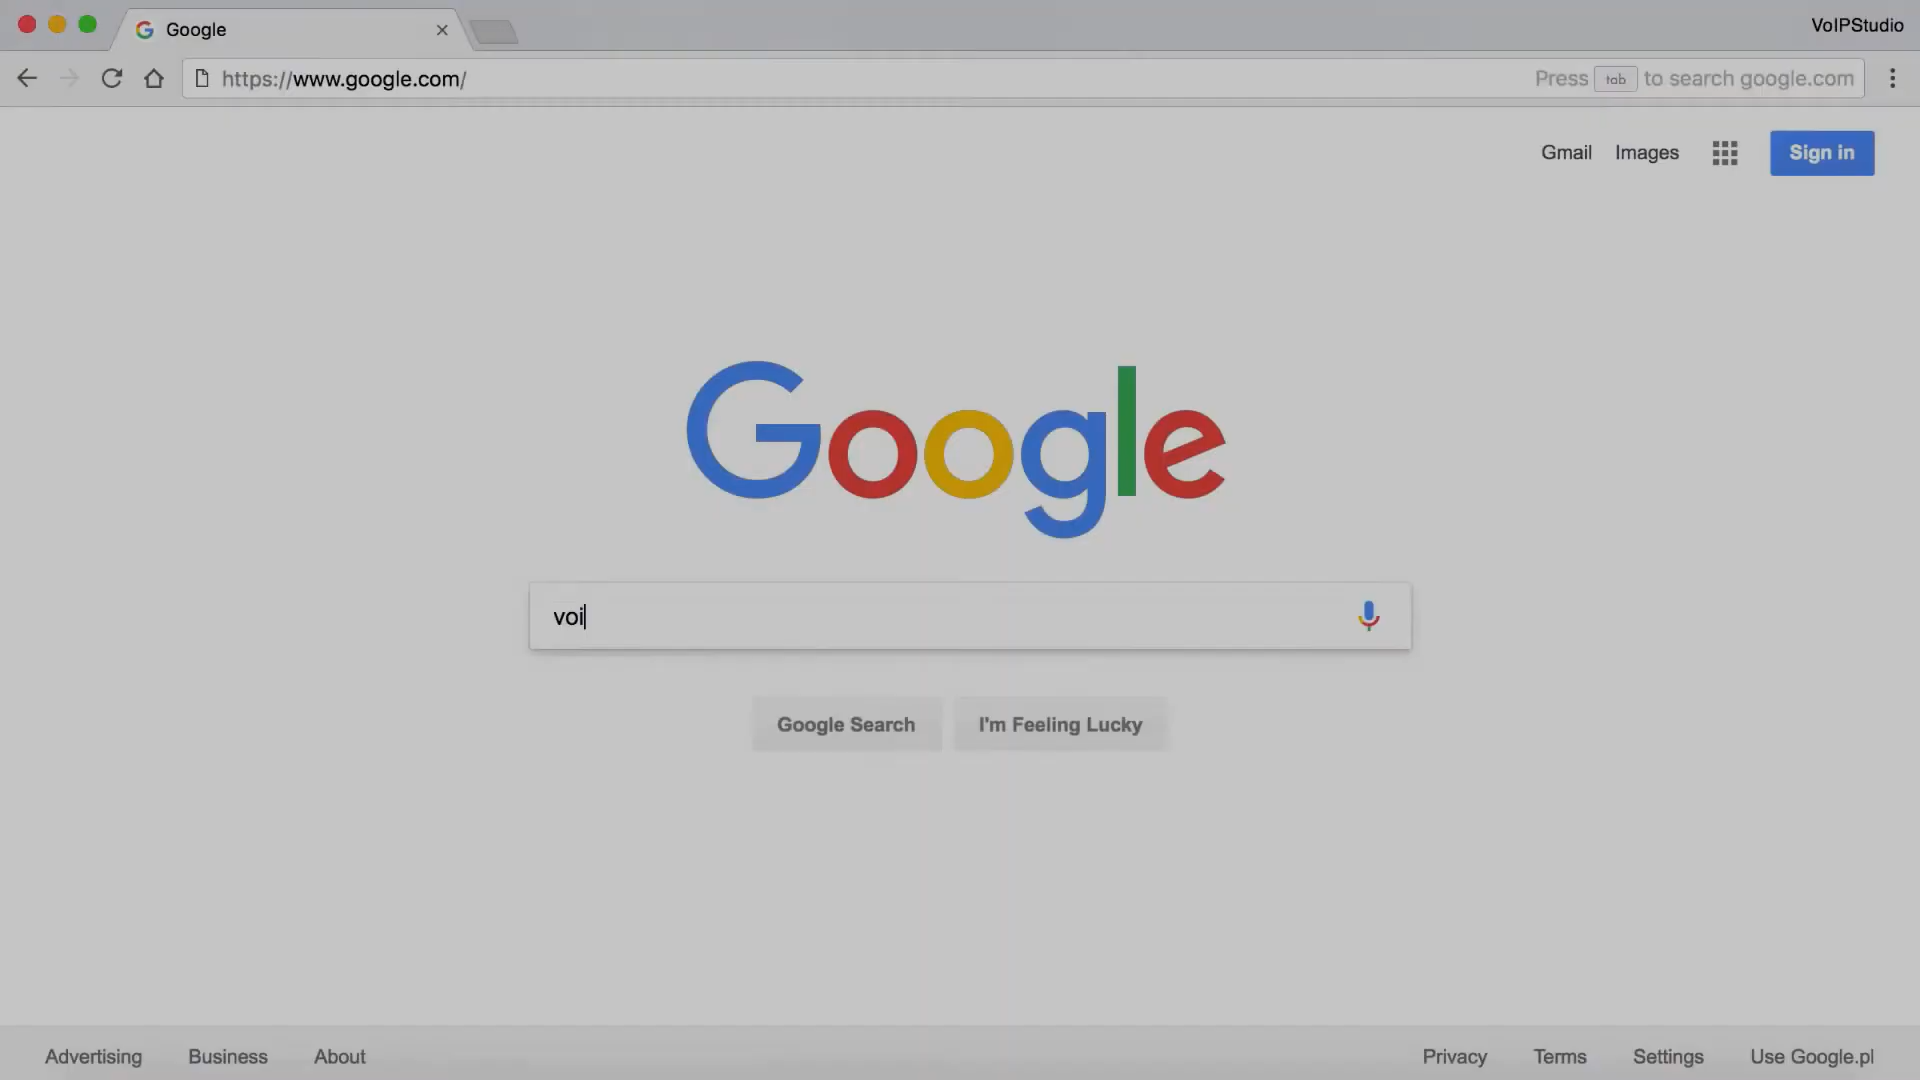 Google
VoIPStudio
https://www.google.com/
Press tab to search google.com
Gmail
Images
Sign in
Google
voi
Google Search
I'm Feeling Lucky
Advertising
Business
About
Privacy
Terms
Settings
Use Google.pl